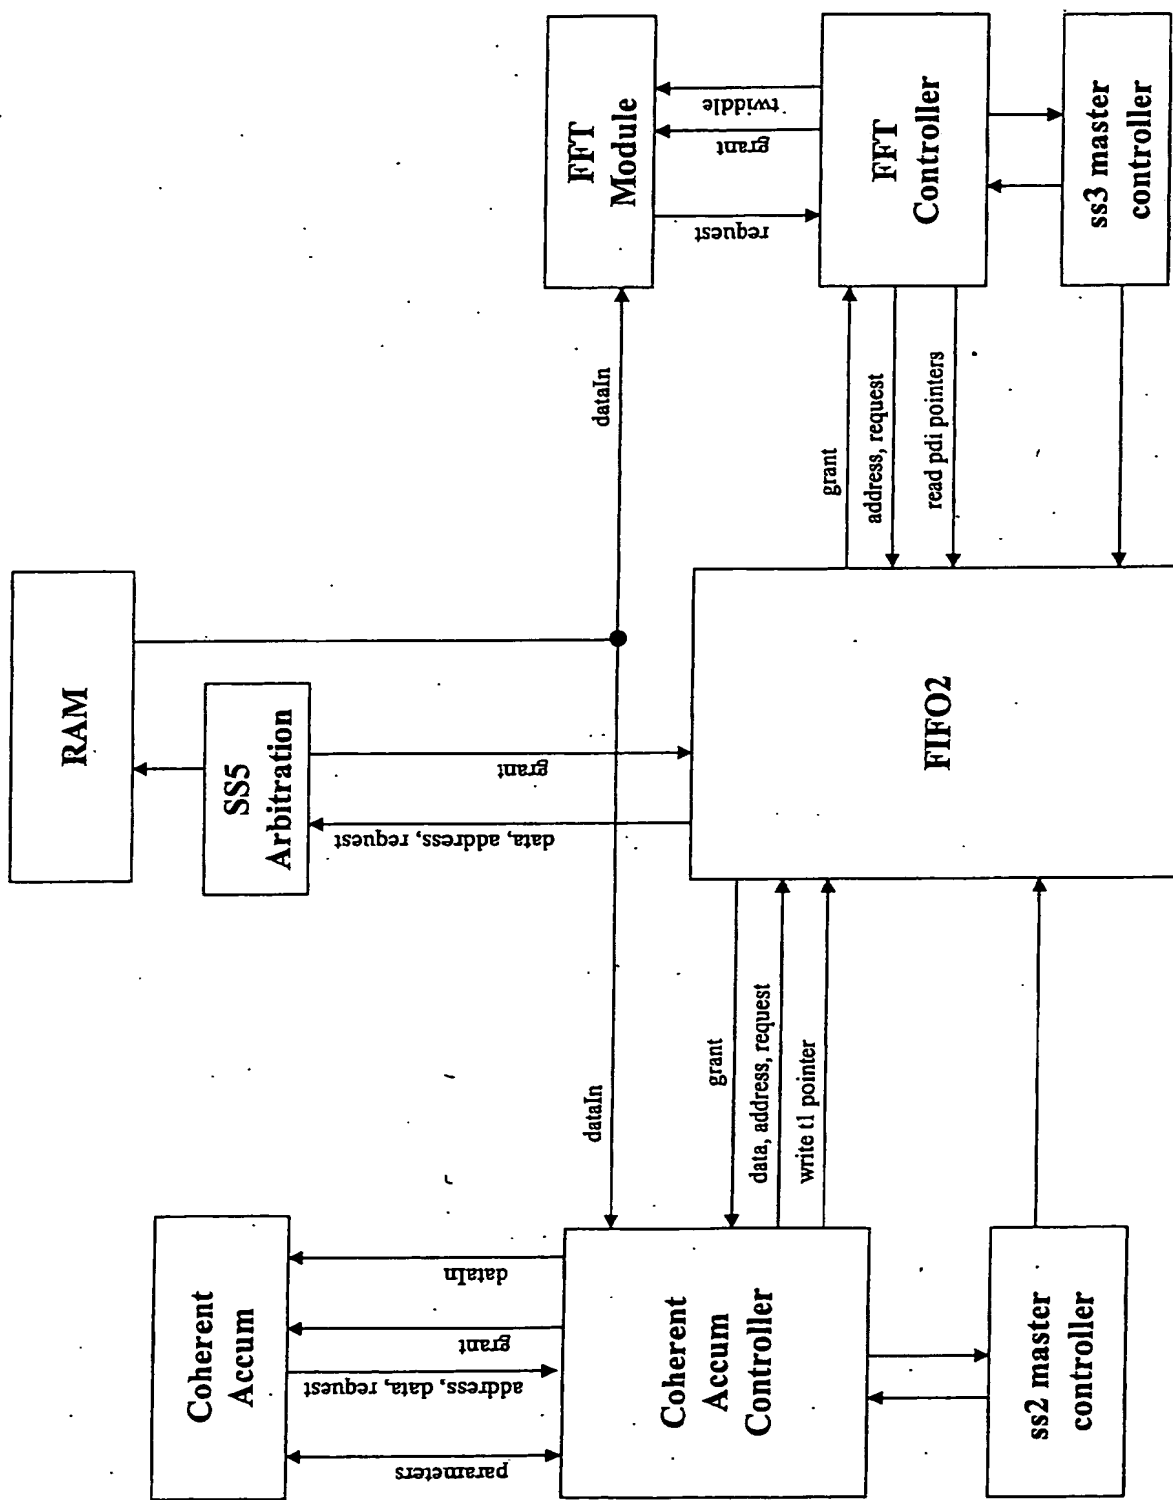 RAM
SS5
Arbitration
grant
data, address, request
FFT
Module
request
grant
twiddle
FFT
Controller
ss3 master
controller
dataIn
grant
address, request
read pdi pointers
FIFO2
dataIn
grant
data, address, request
write t1 pointer
Coherent
Accum
parameters
address, data, request
grant
dataIn
Coherent
Accum
Controller
ss2 master
controller